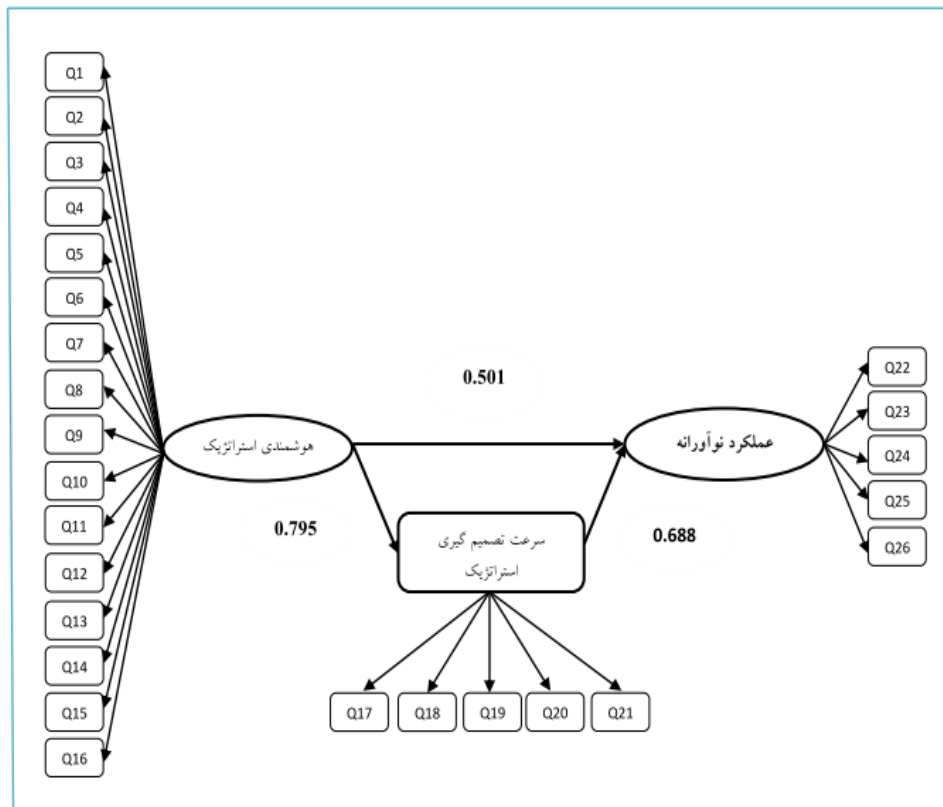 Q1
Q2
Q3
Q4
Q5
Q6
Q7
Q8
Q9
Q10
Q11
Q12
Q13
Q14
Q15
Q16
هوشمندی استراتژیک
0.501
0.795
سرعت تصمیم گیری
استراتژیک
0.688
عملکرد نوآورانه
Q17
Q18
Q19
Q20
Q21
Q22
Q23
Q24
Q25
Q26